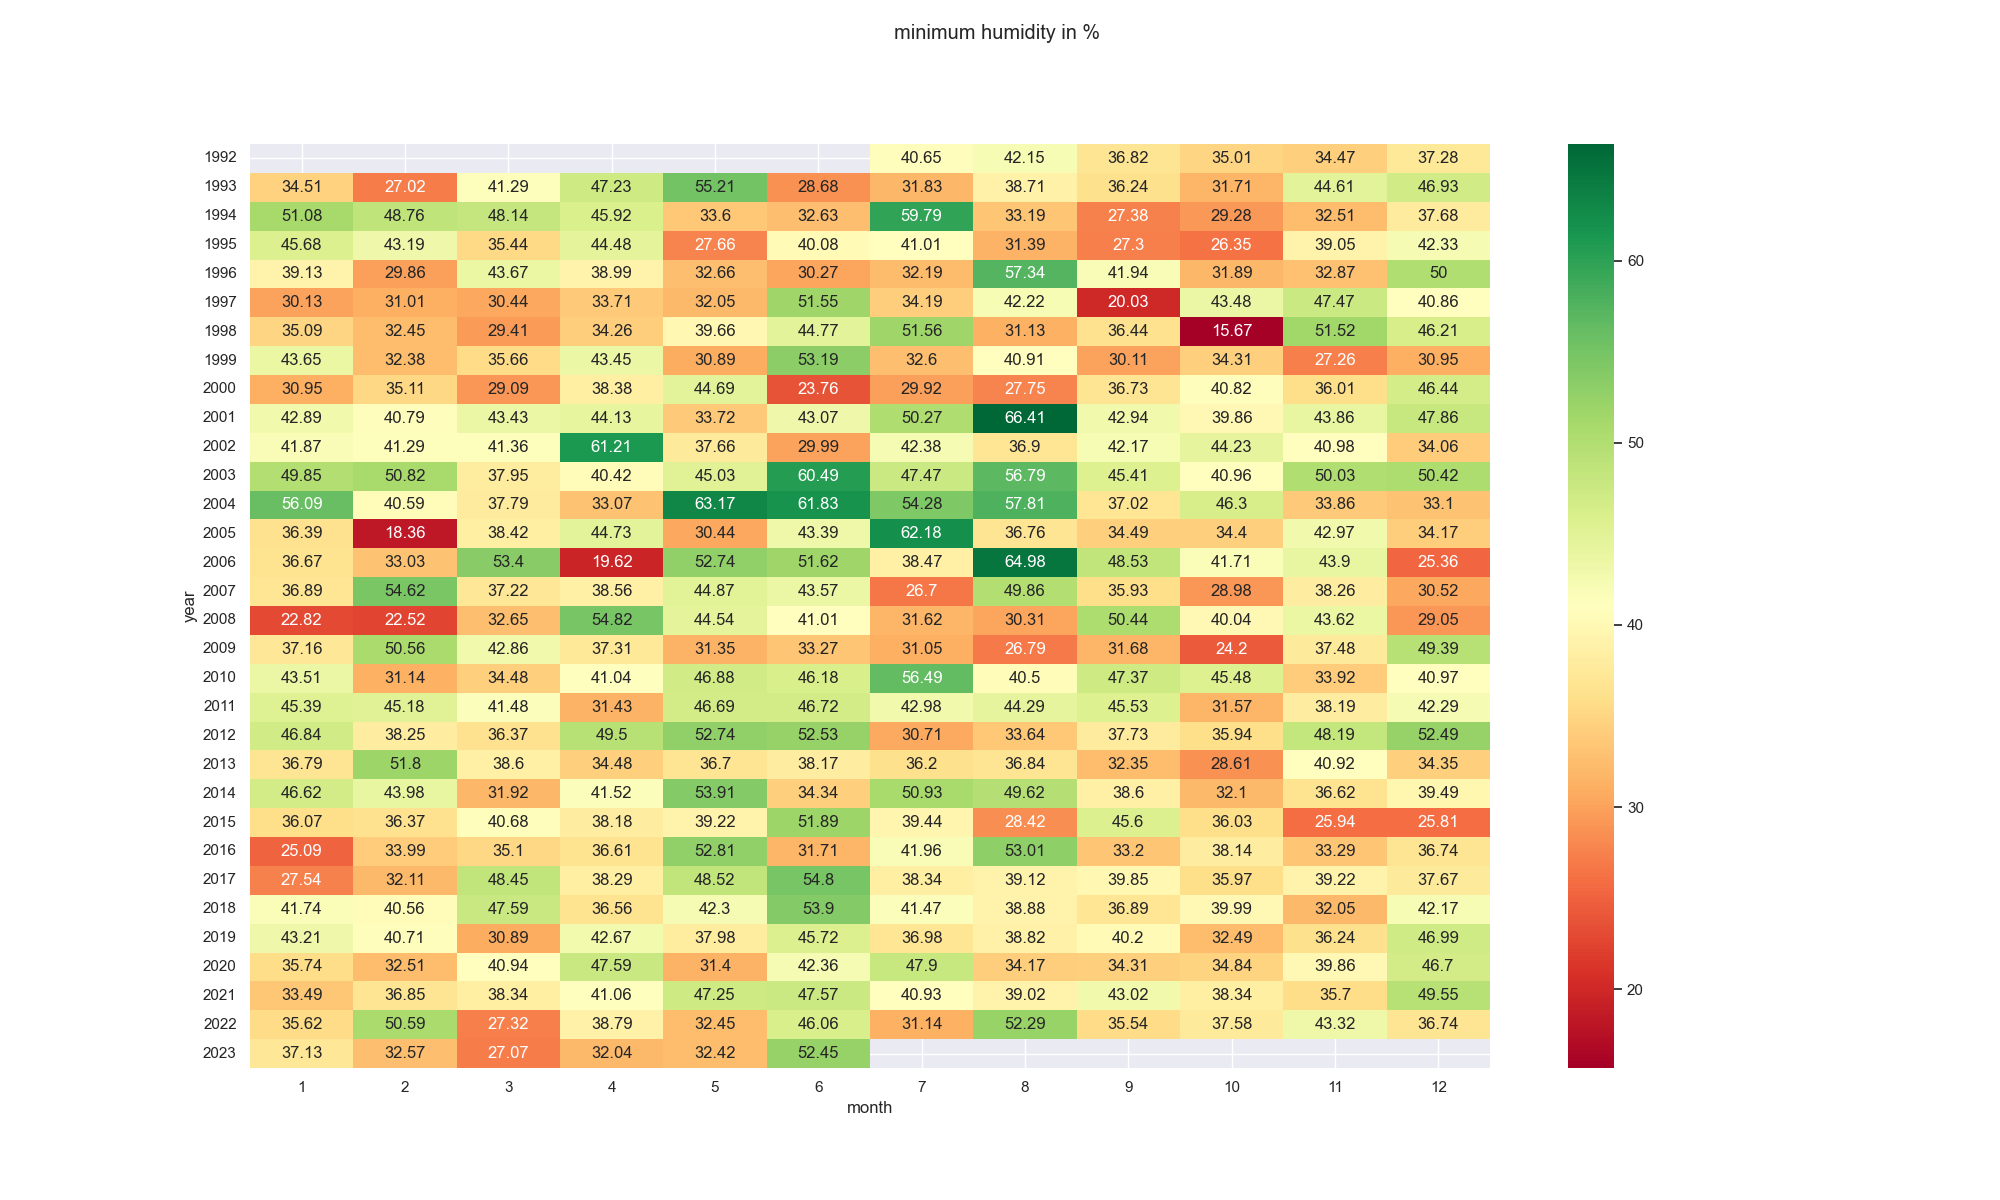 minimum humidity in %
1992 40.65 42.15 36.82 35.01 34.47 37.28
1993 34.51 27.02 41.29 47.23 55.21 28.68 31.83 38.71 36.24 31.71 44.61 46.93
1994 51.08 48.76 48.14 45.92 33.6 32.63 59.79 33.19 27.38 29.28 32.51 37.68
1995 45.68 43.19 35.44 44.48 27.66 40.08 41.01 31.39 27.3 26.35 39.05 42.33
1996 39.13 29.86 43.67 38.99 32.66 30.27 32.19 57.34 41.94 31.89 32.87 50
60
1997 30.13 31.01 30.44 33.71 32.05 51.55 34.19 42.22 20.03 43.48 47.47 40.86
1998 35.09 32.45 29.41 34.26 39.66 44.77 51.56 31.13 36.44 15.67 51.52 46.21
1999 43.65 32.38 35.66 43.45 30.89 53.19 32.6 40.91 30.11 34.31 27.26 30.95
2000 30.95 35.11 29.09 38.38 44.69 23.76 29.92 27.75 36.73 40.82 36.01 46.44
2001 42.89 40.79 43.43 44.13 33.72 43.07 50.27 66.41 42.94 39.86 43.86 47.86
2002 41.87 41.29 41.36 61.21 37.66 29.99 42.38 36.9 42.17 44.23 40.98 34.06
50
2003 49.85 50.82 37.95 40.42 45.03 60.49 47.47 56.79 45.41 40.96 50.03 50.42
2004 56.09 40.59 37.79 33.07 63.17 61.83 54.28 57.81 37.02 46.3 33.86 33.1
2005 36.39 18.36 38.42 44.73 30.44 43.39 62.18 36.76 34.49 34.4 42.97 34.17
2006 36.67 33.03 53.4 19.62 52.74 51.62 38.47 64.98 48.53 41.71 43.9 25.36
2007 36.89 54.62 37.22 38.56 44.87 43.57 26.7 49.86 35.93 28.98 38.26 30.52
year
2008 22.82 22.52 32.65 54.82 44.54 41.01 31.62 30.31 50.44 40.04 43.62 29.05
40
2009 37.16 50.56 42.86 37.31 31.35 33.27 31.05 26.79 31.68 24.2 37.48 49.39
2010 43.51 31.14 34.48 41.04 46.88 46.18 56.49 40.5 47.37 45.48 33.92 40.97
2011 45.39 45.18 41.48 31.43 46.69 46.72 42.98 44.29 45.53 31.57 38.19 42.29
2012 46.84 38.25 36.37 49.5 52.74 52.53 30.71 33.64 37.73 35.94 48.19 52.49
2013 36.79 51.8 38.6 34.48 36.7 38.17 36.2 36.84 32.35 28.61 40.92 34.35
2014 46.62 43.98 31.92 41.52 53.91 34.34 50.93 49.62 38.6 32.1 36.62 39.49
30
2015 36.07 36.37 40.68 38.18 39.22 51.89 39.44 28.42 45.6 36.03 25.94 25.81
2016 25.09 33.99 35.1 36.61 52.81 31.71 41.96 53.01 33.2 38.14 33.29 36.74
2017 27.54 32.11 48.45 38.29 48.52 54.8 38.34 39.12 39.85 35.97 39.22 37.67
2018 41.74 40.56 47.59 36.56 42.3 53.9 41.47 38.88 36.89 39.99 32.05 42.17
2019 43.21 40.71 30.89 42.67 37.98 45.72 36.98 38.82 40.2 32.49 36.24 46.99
2020 35.74 32.51 40.94 47.59 31.4 42.36 47.9 34.17 34.31 34.84 39.86 46.7
2021 33.49 36.85 38.34 41.06 47.25 47.57 40.93 39.02 43.02 38.34 35.7 49.55
20
2022 35.62 50.59 27.32 38.79 32.45 46.06 31.14 52.29 35.54 37.58 43.32 36.74
2023 37.13 32.57 27.07 32.04 32.42 52.45
1 2 3 4 5 6 7 8 9 10 11 12
month